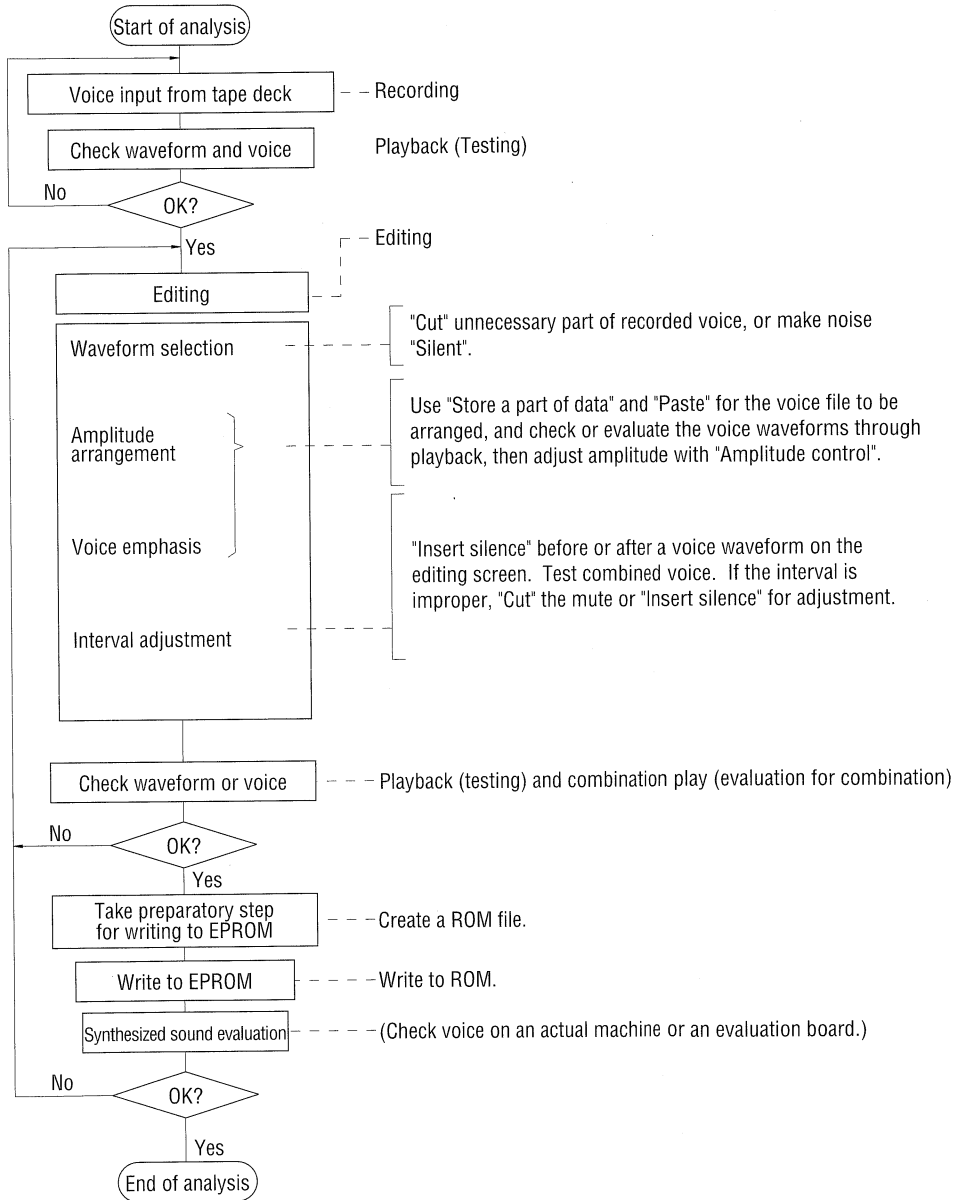 Start of analysis
Voice input from tape deck
Recording
Check waveform and voice
Playback (Testing)
No
OK?
Yes
Editing
Editing
Waveform selection
"Cut" unnecessary part of recorded voice, or make noise
"Silent".
Amplitude
arrangement
Use "Store a part of data" and "Paste" for the voice file to be
arranged, and check or evaluate the voice waveforms through
playback, then adjust amplitude with "Amplitude control".
Voice emphasis
"Insert silence" before or after a voice waveform on the
editing screen. Test combined voice. If the interval is
improper, "Cut" the mute or "Insert silence" for adjustment.
Interval adjustment
Check waveform or voice
Playback (testing) and combination play (evaluation for combination)
No
OK?
Yes
Take preparatory step
for writing to EPROM
Create a ROM file.
Write to EPROM
Write to ROM.
Synthesized sound evaluation
(Check voice on an actual machine or an evaluation board.)
No
OK?
Yes
End of analysis